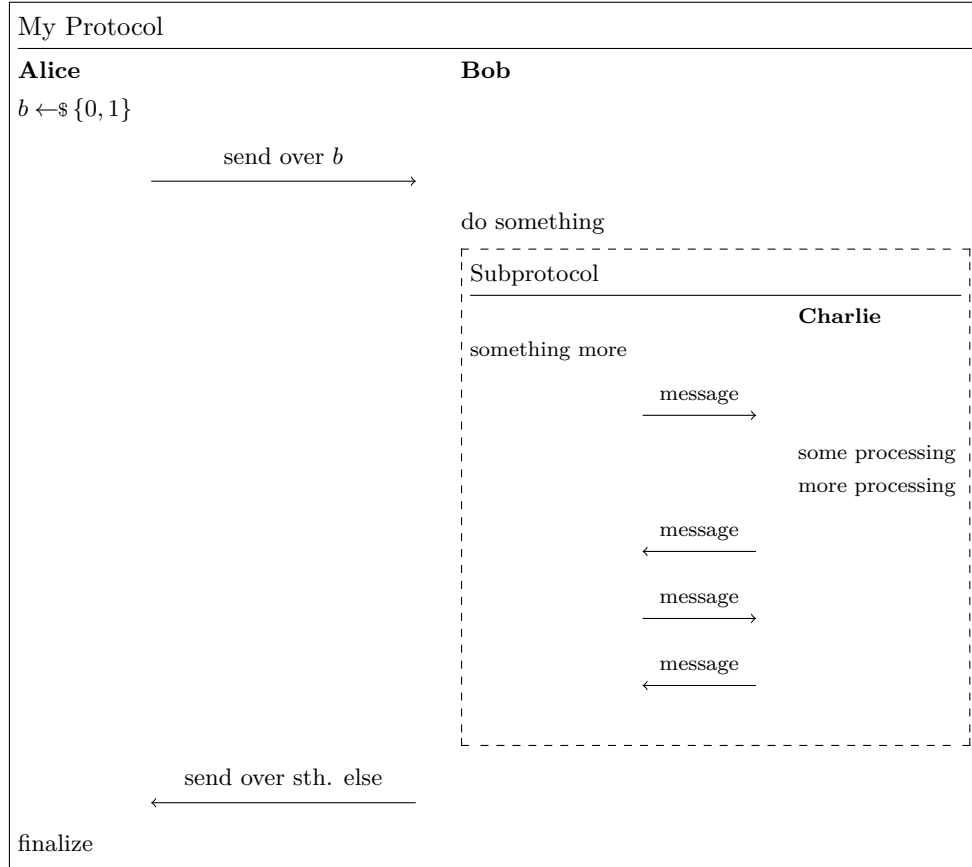 My Protocol
Alice Bob
b ←$ {0, 1}
send over b
do something
Subprotocol
Charlie
something more
message
some processing
more processing
message
message
message
send over sth. else
finalize